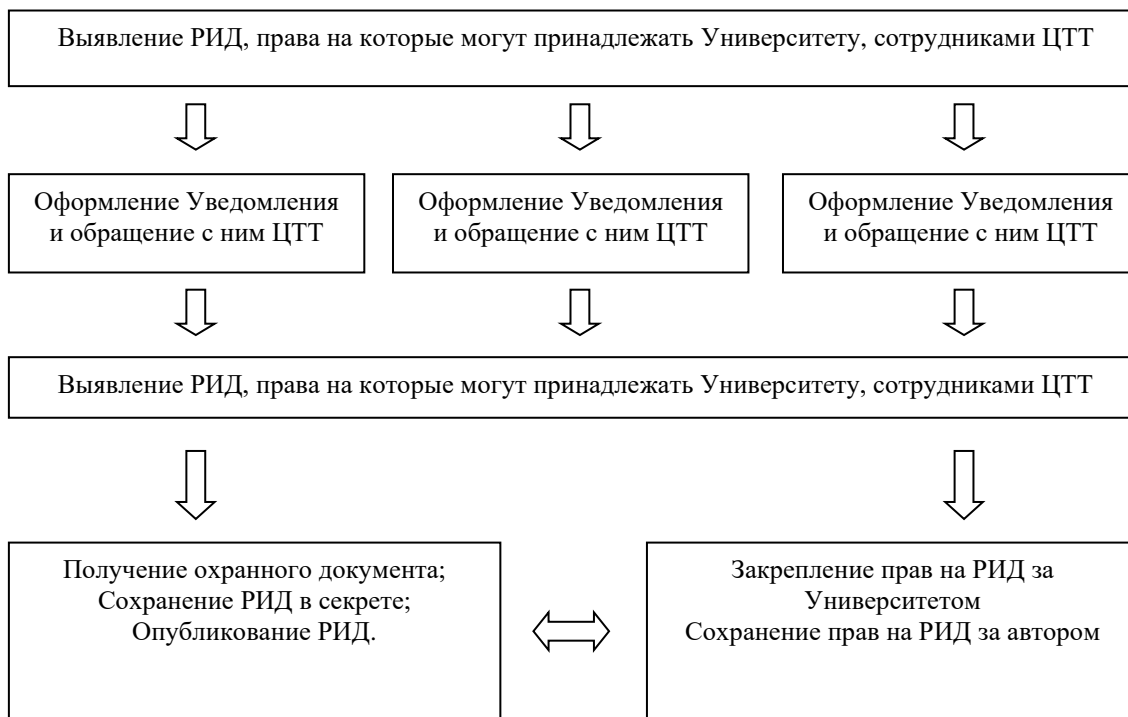 Выявление РИД, права на которые могут принадлежать Университету, сотрудниками ЦТТ
Оформление Уведомления
и обращение с ним ЦТТ
Оформление Уведомления
и обращение с ним ЦТТ
Оформление Уведомления
и обращение с ним ЦТТ
Выявление РИД, права на которые могут принадлежать Университету, сотрудниками ЦТТ
Получение охранного документа;
Сохранение РИД в секрете;
Опубликование РИД.
Закрепление прав на РИД за
Университетом
Сохранение прав на РИД за автором